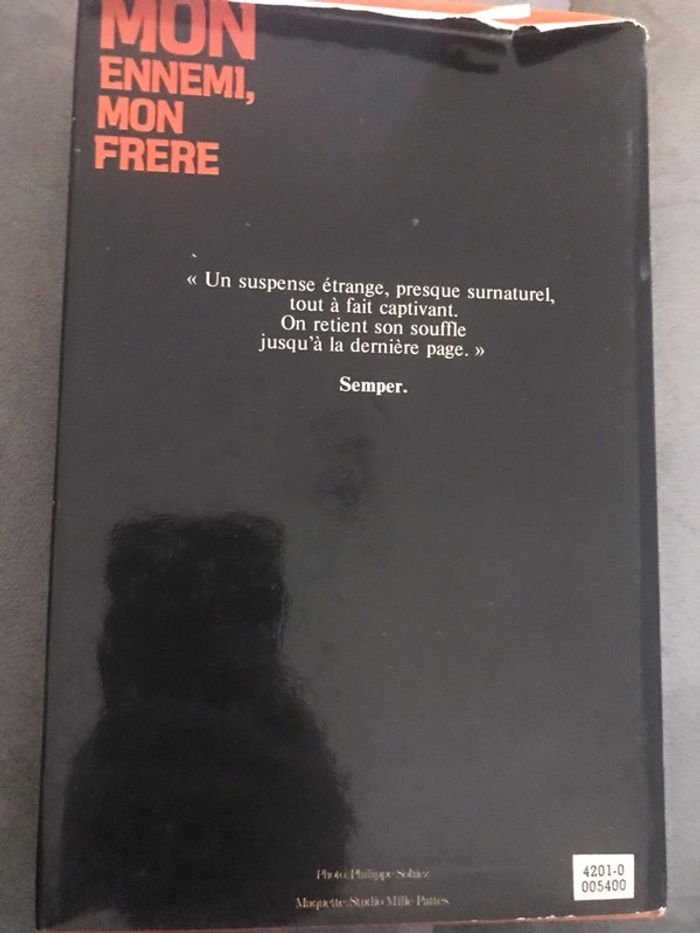 MON
ENNEMI,
MON
FRERE
« Un suspense étrange, presque surnaturel,
tout à fait captivant.
On retient son souffle
jusqu'à la dernière page. »
Semper.
Photo: Philippe
Maquette: Studio Mille-Pattes.
4201-0
005400